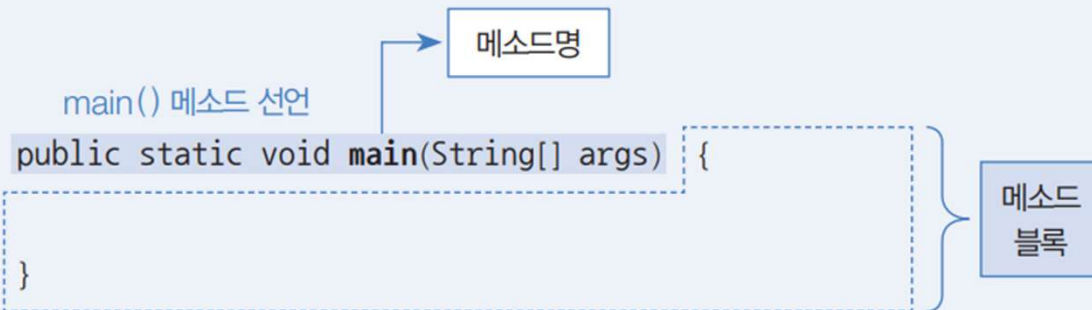 메소드명
main() 메소드 선언
public static void main(String[] args) {
메소드
블록
}